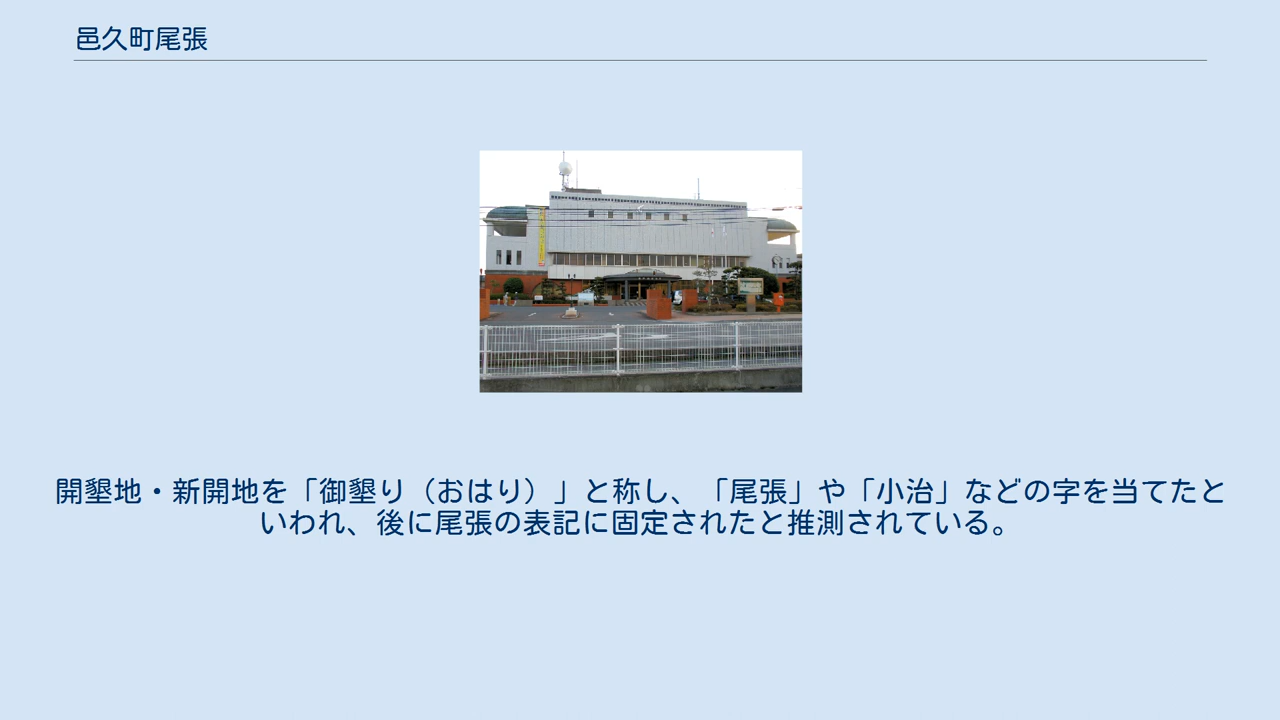 邑久町尾張
開墾地・新開地を「御墾り（おはり）」と称し、「尾張」や「小治」などの字を当てたと
いわれ、後に尾張の表記に固定されたと推測されている。